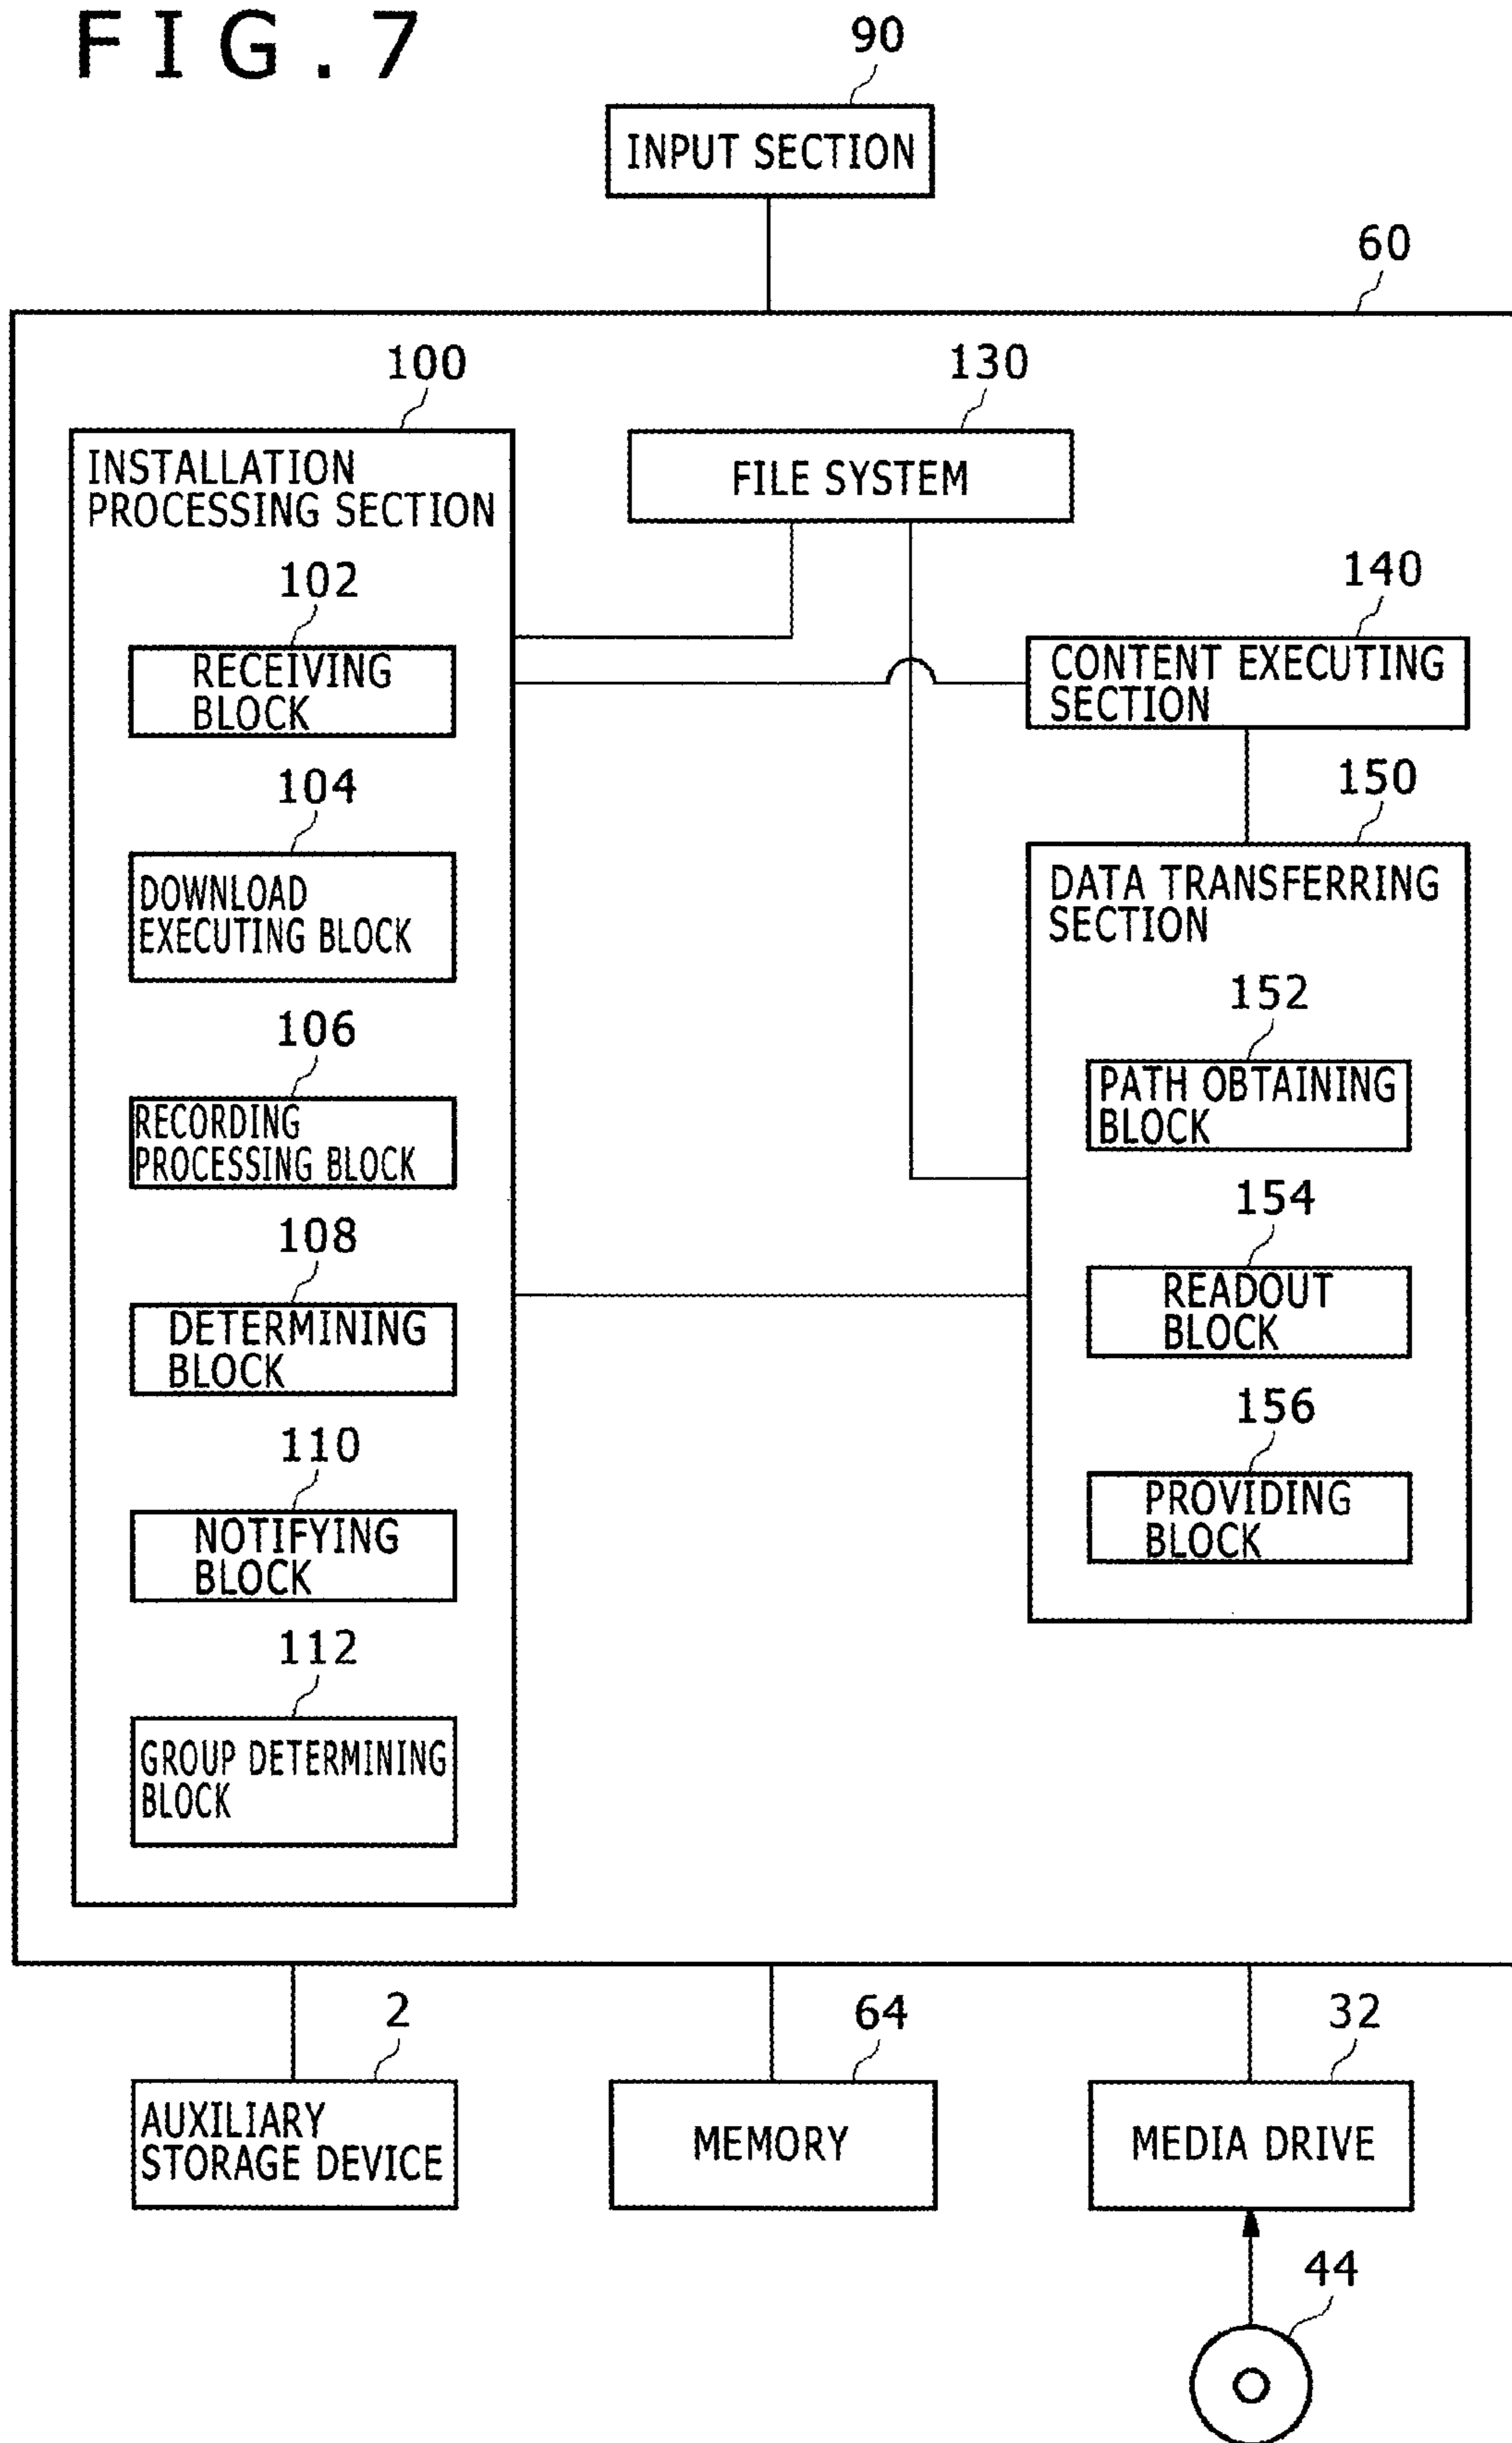 FIG.7
90
INPUT SECTION
60
100
130
INSTALLATION
PROCESSING SECTION
FILE SYSTEM
102
140
RECEIVING
BLOCK
CONTENT EXECUTING
SECTION
104
150
DOWNLOAD
EXECUTING BLOCK
DATA TRANSFERRING
SECTION
106
152
RECORDING
PROCESSING BLOCK
PATH OBTAINING
BLOCK
108
154
DETERMINING
BLOCK
READOUT
BLOCK
110
156
NOTIFYING
BLOCK
PROVIDING
BLOCK
112
GROUP DETERMINING
BLOCK
2
64
32
AUXILIARY
STORAGE DEVICE
MEMORY
MEDIA DRIVE
44